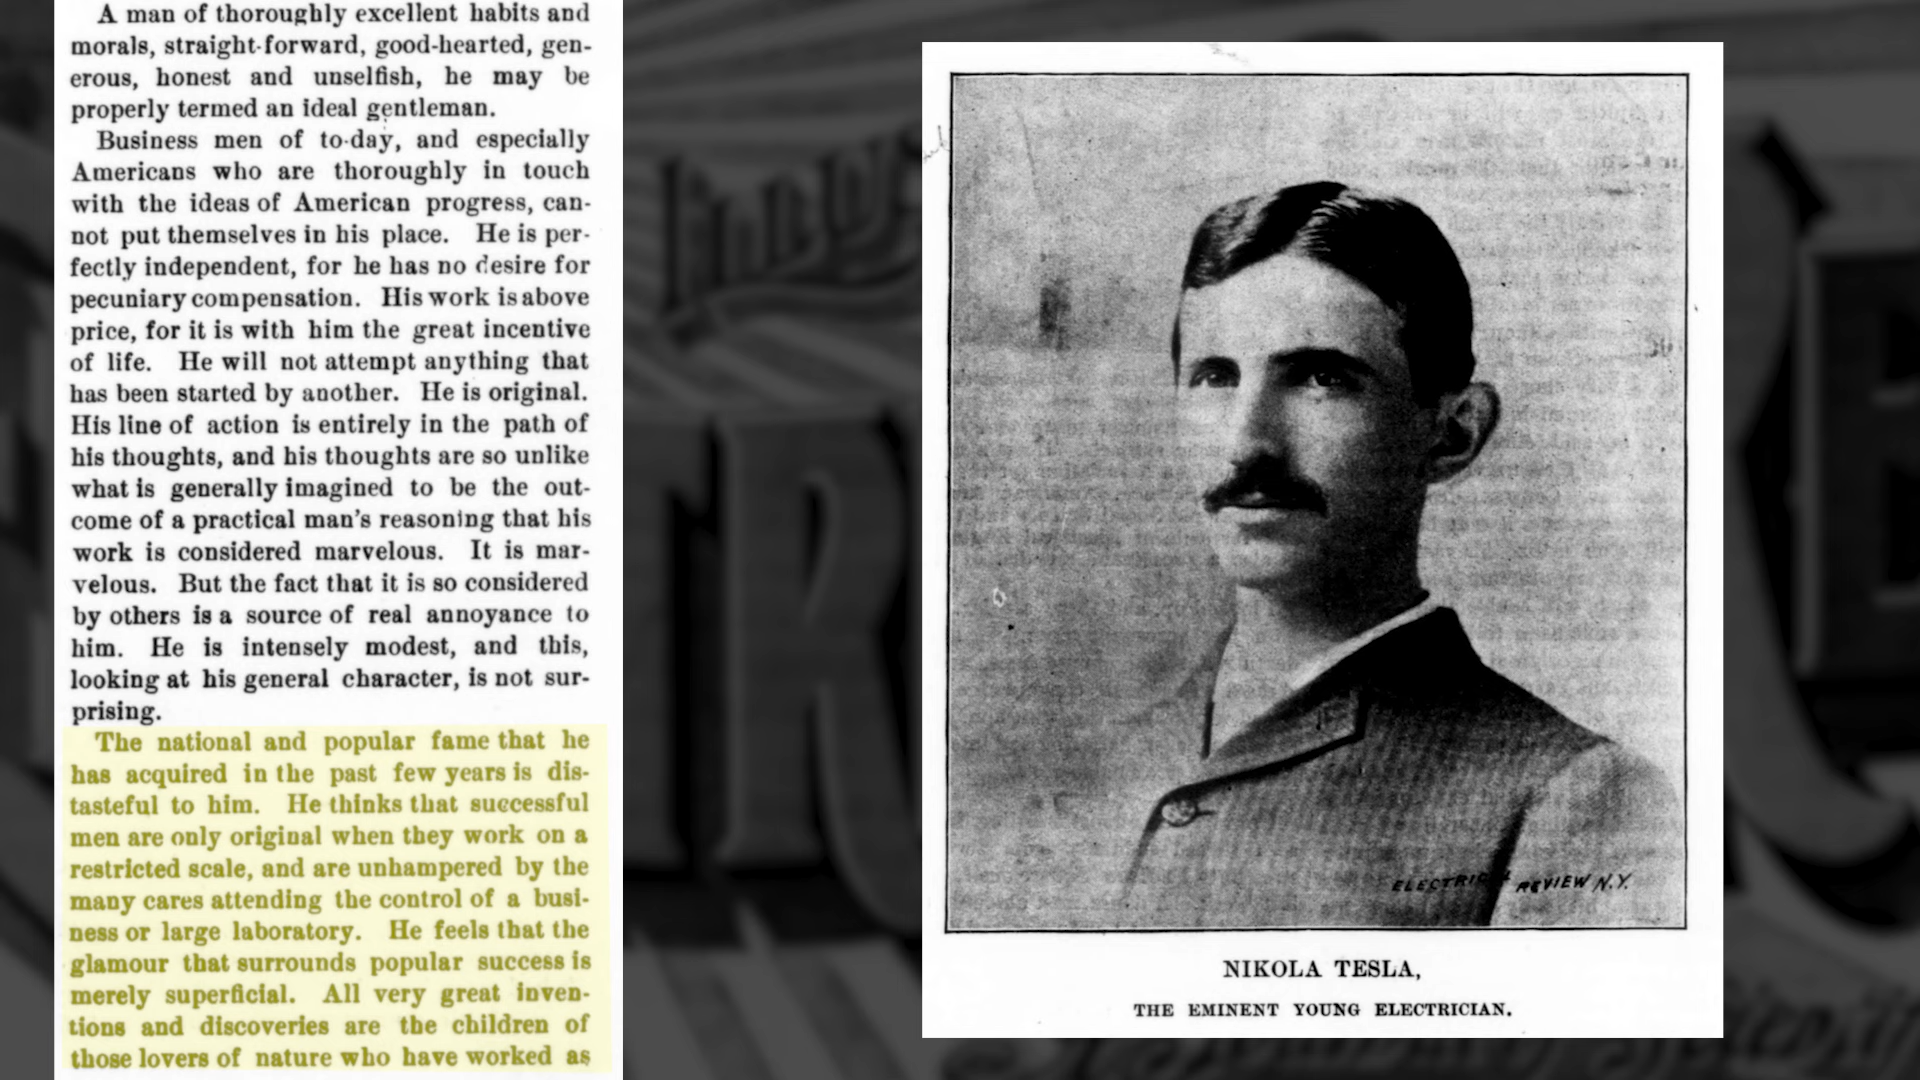 A man of thoroughly excellent habits and
morals, straight-forward, good-hearted, gen-
erous, honest and unselfish, he may be
properly termed an ideal gentleman.
Business men of to-day, and especially
Americans who are thoroughly in touch
with the ideas of American progress, can-
not put themselves in his place. He is per-
fectly independent, for he has no desire for
pecuniary compensation. His work is above
price, for it is with him the great incentive
of life. He will not attempt anything that
has been started by another. He is original.
His line of action is entirely in the path of
his thoughts, and his thoughts are so unlike
what is generally imagined to be the out-
come of a practical man's reasoning that his
work is considered marvelous. It is mar-
velous. But the fact that it is so considered
by others is a source of real annoyance to
him. He is intensely modest, and this,
looking at his general character, is not sur-
prising.
The national and popular fame that he
has acquired in the past few years is dis-
tasteful to him. He thinks that successful
men are only original when they work on a
restricted scale, and are unhampered by the
many cares attending the control of a busi-
ness or large laboratory. He feels that the
glamour that surrounds popular success is
merely superficial. All very great inven-
tions and discoveries are the children of
those lovers of nature who have worked as
ELECTRICAL REVIEW N.Y.
NIKOLA TESLA,
THE EMINENT YOUNG ELECTRICIAN.